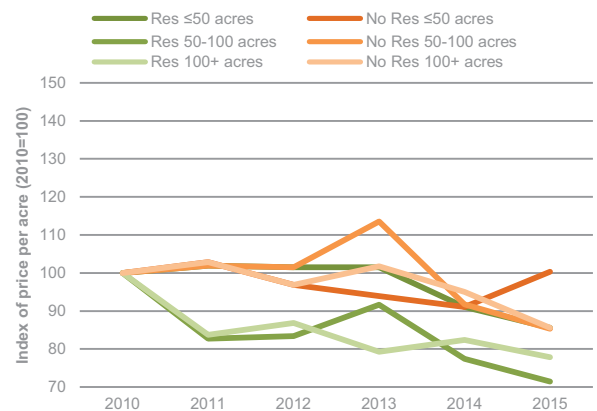 Res ≤50 acres No Res ≤50 acres
Res 50-100 acres No Res 50-100 acres
Res 100+ acres No Res 100+ acres
150
140
130
120
110
100
90
80
70
Index of price per acre (2010=100)
2010 2011 2012 2013 2014 2015